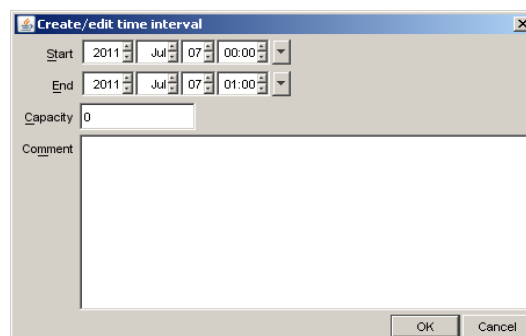 Create/edit time interval
Start 2011 Jul 07 00:00
End 2011 Jul 07 01:00
Capacity 0
Comment
OK Cancel